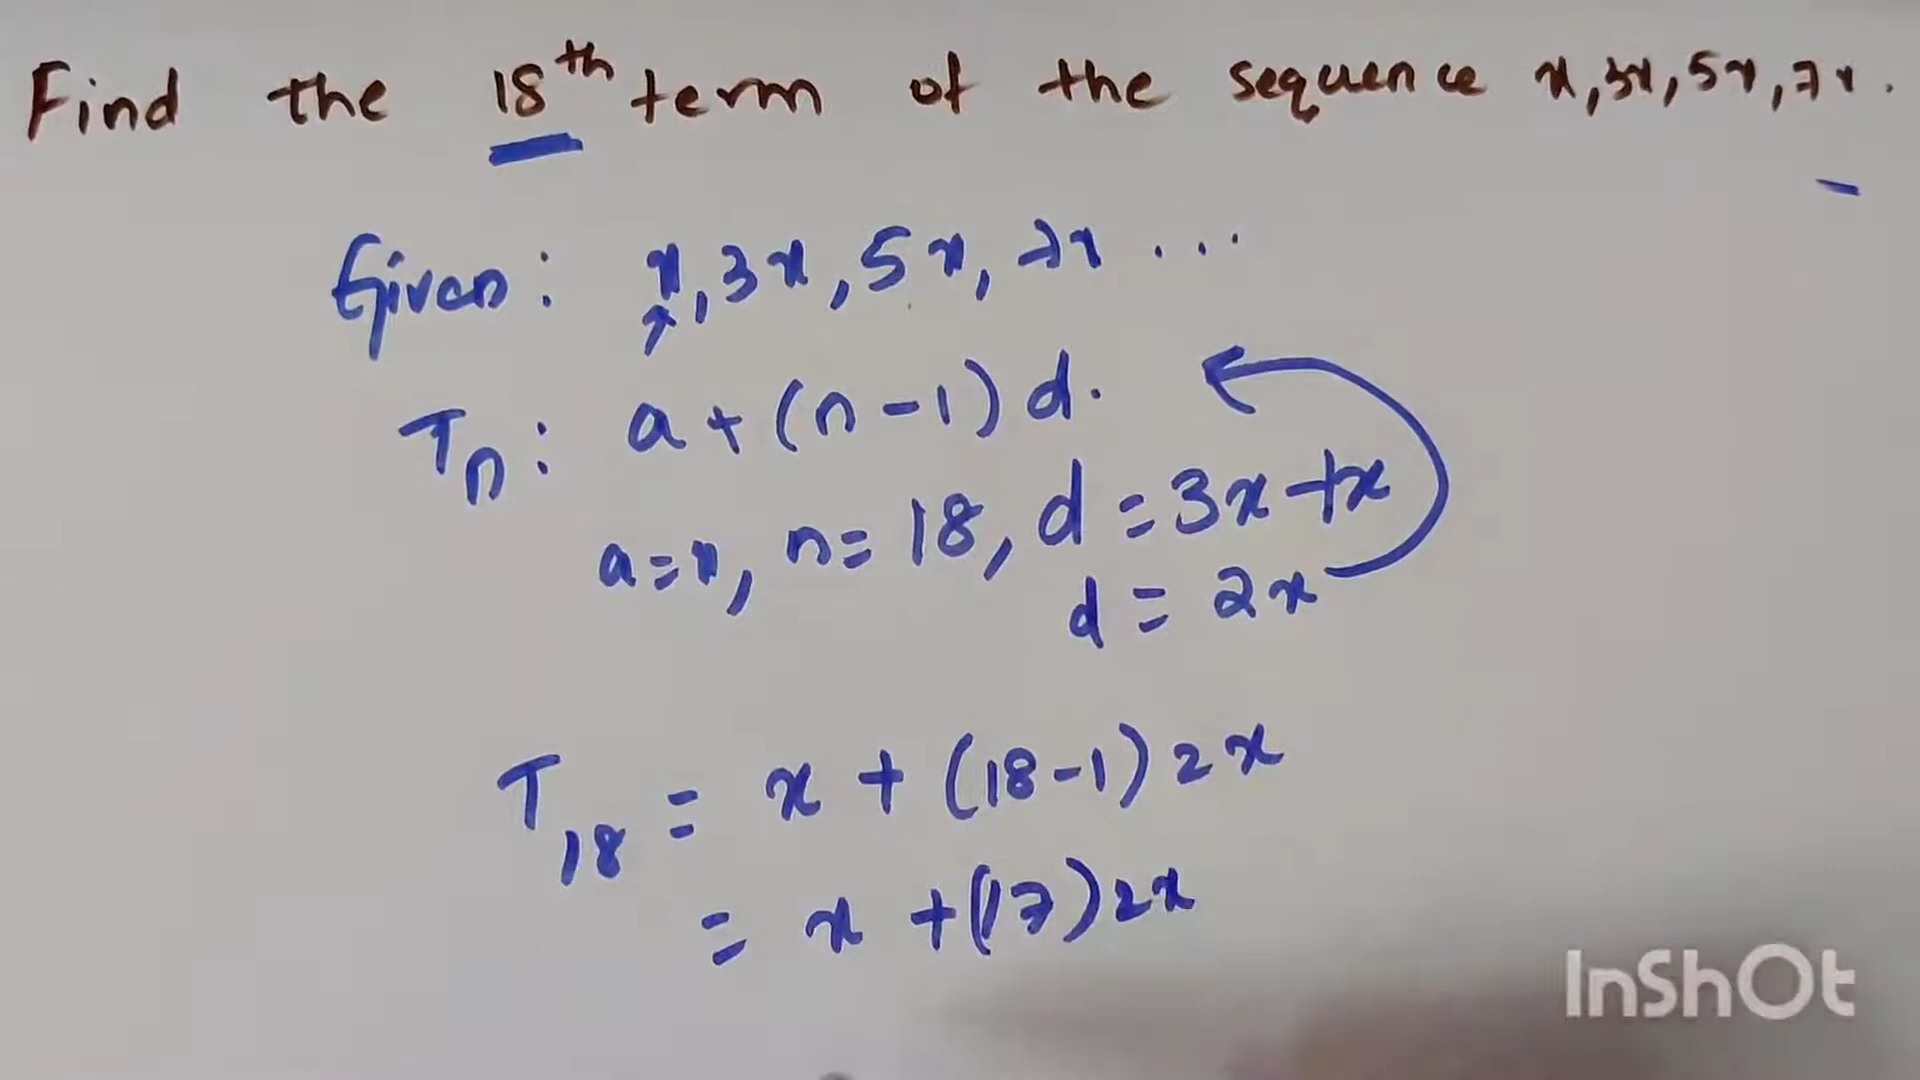 Find the 18th term of the sequence x, 3x, 5x, 7x.
Given: x, 3x, 5x, 7x ...
Tn: a + (n-1) d.
a=x, n=18, d=3x+x
d = 2x
T18 = x + (18-1) 2x
= x + (17) 2x
InShOt